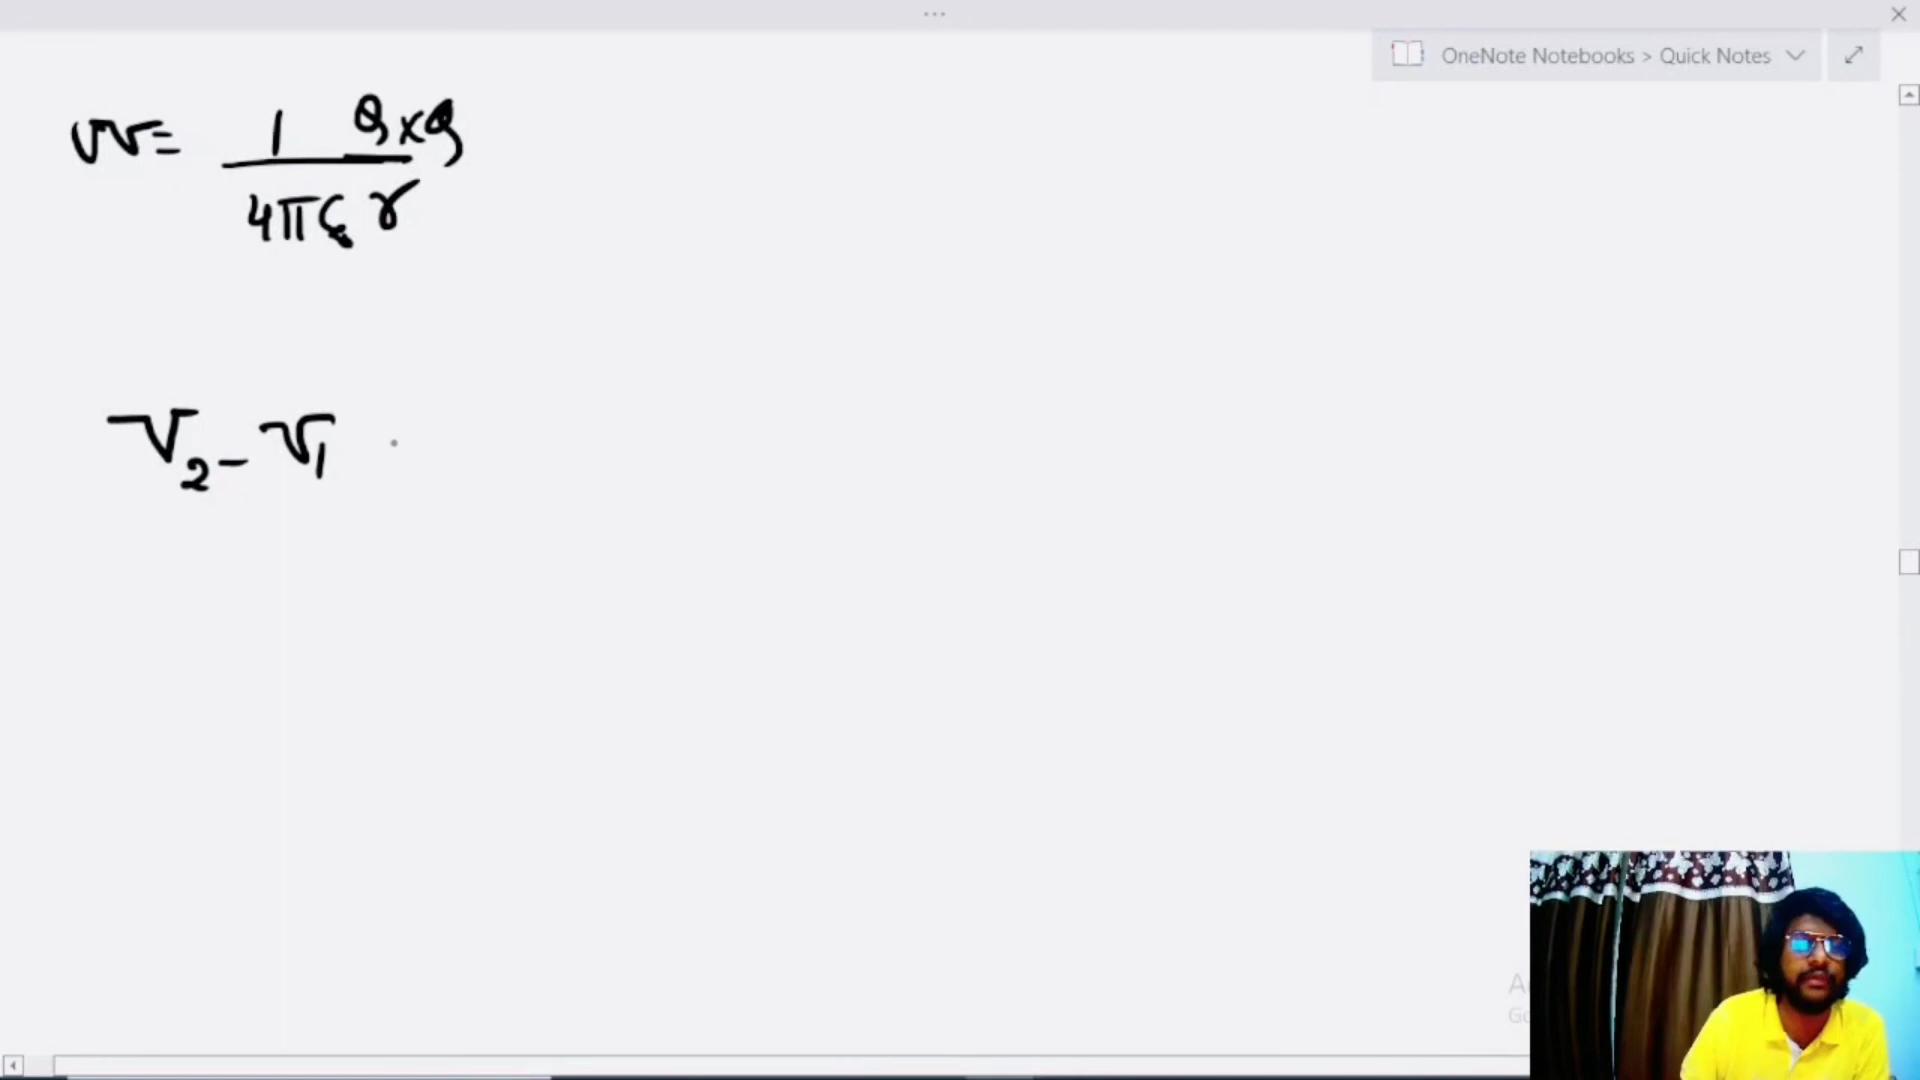 ...
OneNote Notebooks > Quick Notes
W = 1 Q×Q
4πε₀ r
V₂ - V₁